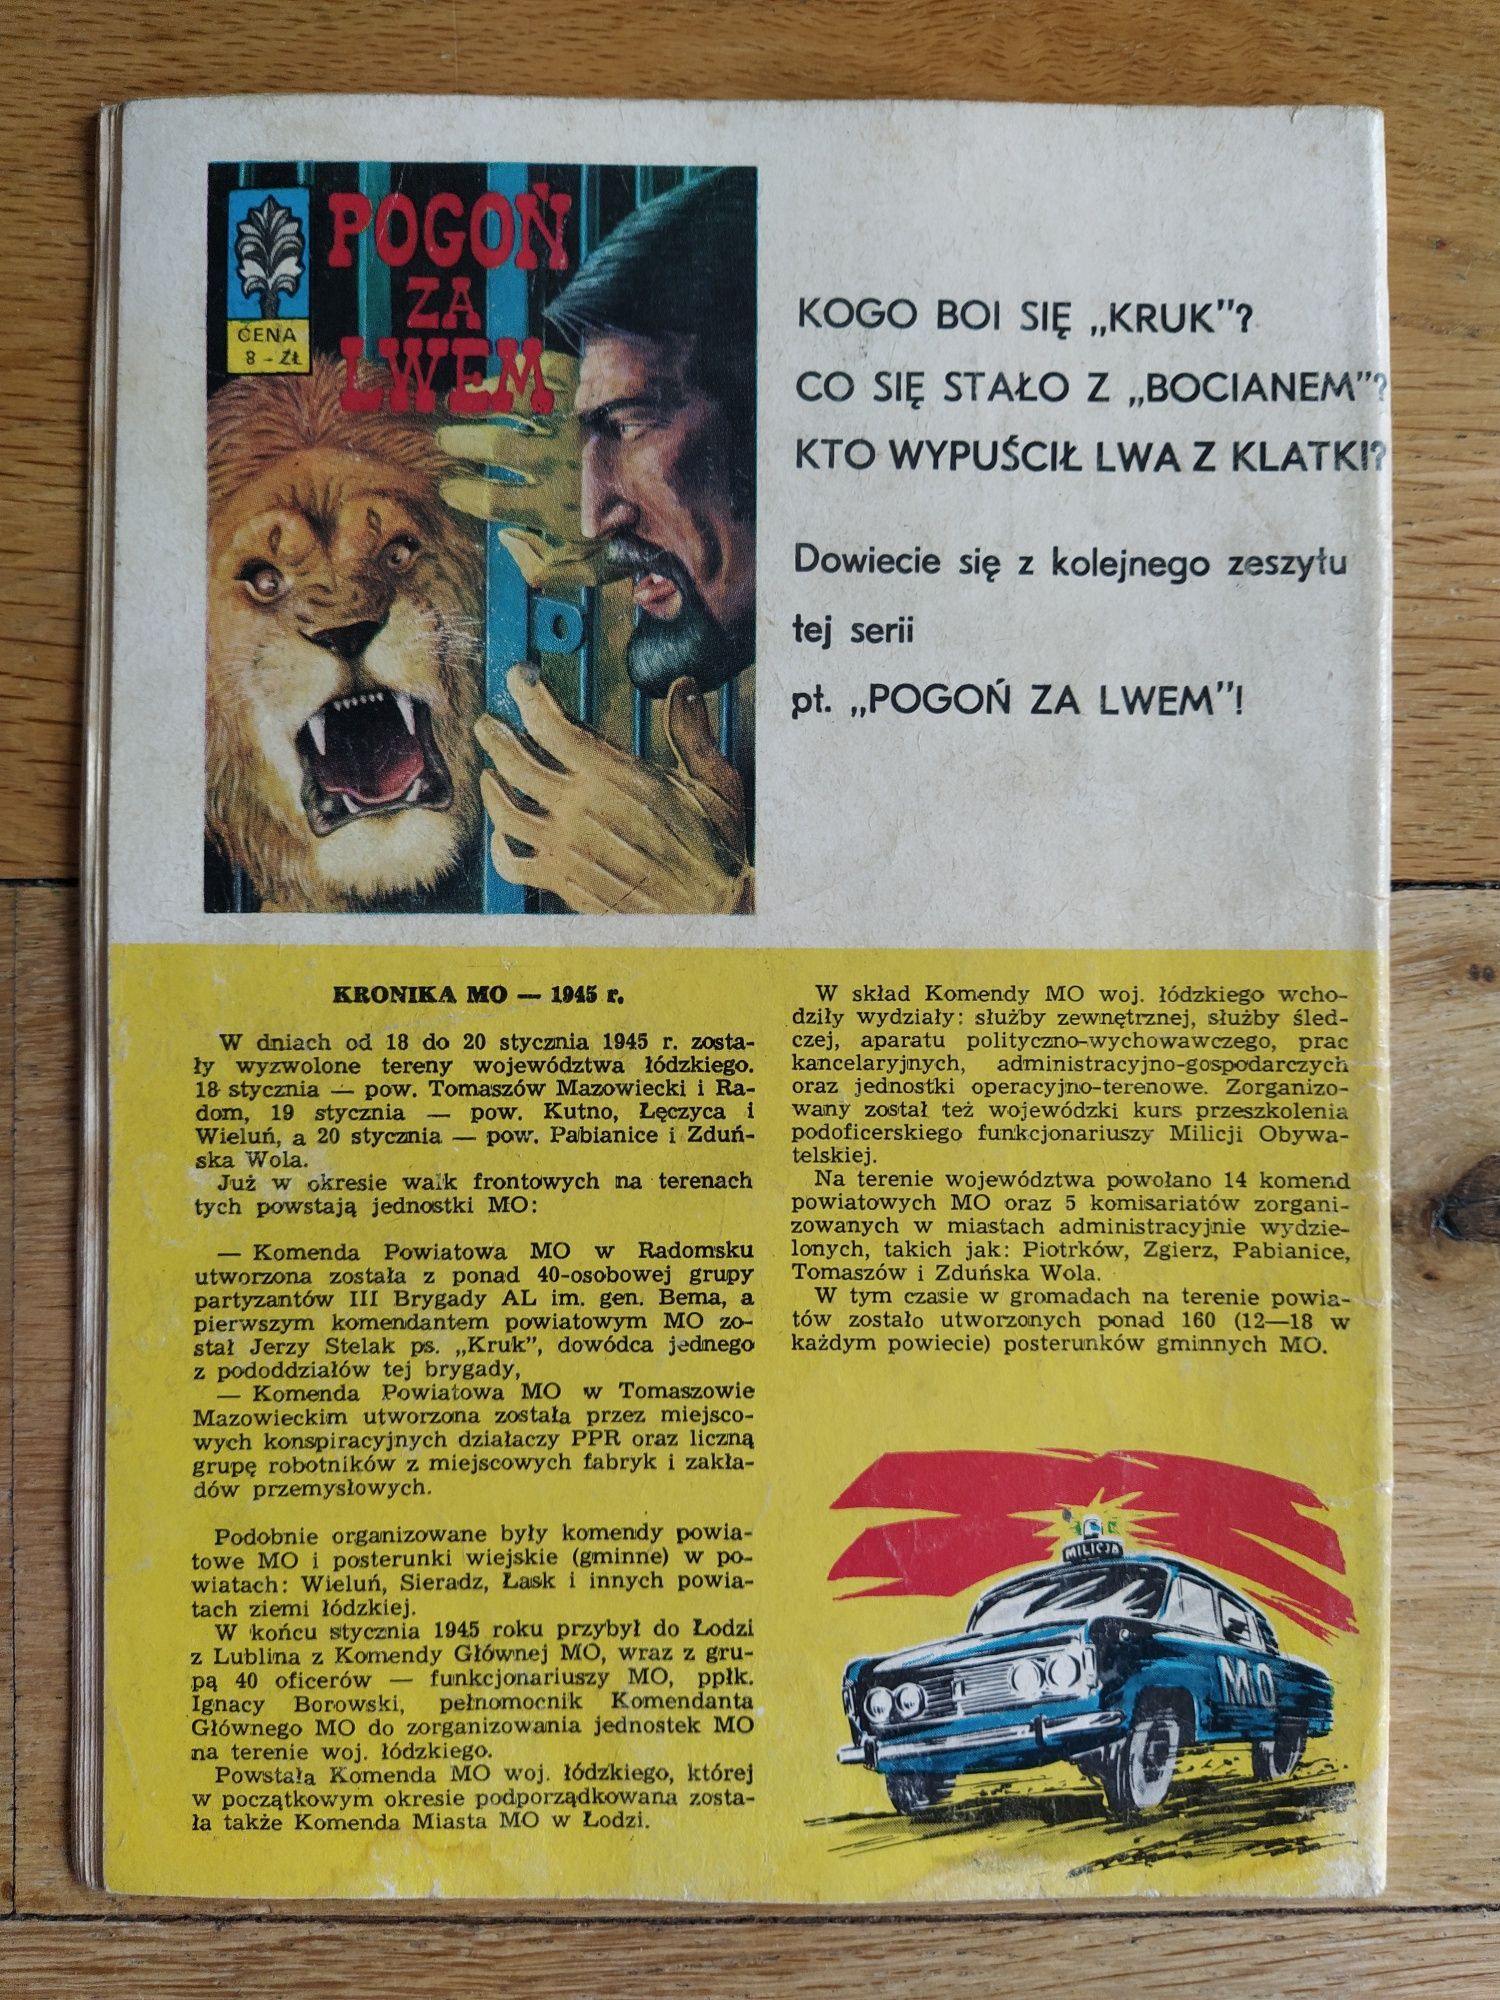 POGOŃ
ZA
LWEM
CENA
8 - ZŁ
KOGO BOI SIĘ „KRUK”?
CO SIĘ STAŁO Z „BOCIANEM”?
KTO WYPUŚCIŁ LWA Z KLATKI?
Dowiecie się z kolejnego zeszytu
tej serii
pt. „POGOŃ ZA LWEM”!
KRONIKA MO — 1945 r.
W dniach od 18 do 20 stycznia 1945 r. zosta-
ły wyzwolone tereny województwa łódzkiego.
18 stycznia — pow. Tomaszów Mazowiecki i Ra-
dom, 19 stycznia — pow. Kutno, Łęczyca i
Wieluń, a 20 stycznia — pow. Pabianice i Zduń-
ska Wola.
Już w okresie walk frontowych na terenach
tych powstają jednostki MO:
— Komenda Powiatowa MO w Radomsku
utworzona została z ponad 40-osobowej grupy
partyzantów III Brygady AL im. gen. Bema, a
pierwszym komendantem powiatowym MO zo-
stał Jerzy Stelak ps. „Kruk”, dowódca jednego
z pododdziałów tej brygady,
— Komenda Powiatowa MO w Tomaszowie
Mazowieckim utworzona została przez miejsco-
wych konspiracyjnych działaczy PPR oraz liczną
grupę robotników z miejscowych fabryk i zakła-
dów przemysłowych.
Podobnie organizowane były komendy powia-
towe MO i posterunki wiejskie (gminne) w po-
wiatach: Wieluń, Sieradz, Łask i innych powia-
tach ziemi łódzkiej.
W końcu stycznia 1945 roku przybył do Łodzi
z Lublina z Komendy Głównej MO, wraz z gru-
pą 40 oficerów — funkcjonariuszy MO, ppłk.
Ignacy Borowski, pełnomocnik Komendanta
Głównego MO do zorganizowania jednostek MO
na terenie woj. łódzkiego.
Powstała Komenda MO woj. łódzkiego, której
w początkowym okresie podporządkowana zosta-
ła także Komenda Miasta MO w Łodzi.
W skład Komendy MO woj. łódzkiego wcho-
dziły wydziały: służby zewnętrznej, służby śled-
czej, aparatu polityczno-wychowawczego, prac
kancelaryjnych, administracyjno-gospodarczych
oraz jednostki operacyjno-terenowe. Zorganizo-
wany został też wojewódzki kurs przeszkolenia
podoficerskiego funkcjonariuszy Milicji Obywa-
telskiej.
Na terenie województwa powołano 14 komend
powiatowych MO oraz 5 komisariatów zorgani-
zowanych w miastach administracyjnie wydzie-
lonych, takich jak: Piotrków, Zgierz, Pabianice,
Tomaszów i Zduńska Wola.
W tym czasie w gromadach na terenie powia-
tów zostało utworzonych ponad 160 (12—18 w
każdym powiecie) posterunków gminnych MO.
MILICJA
MO